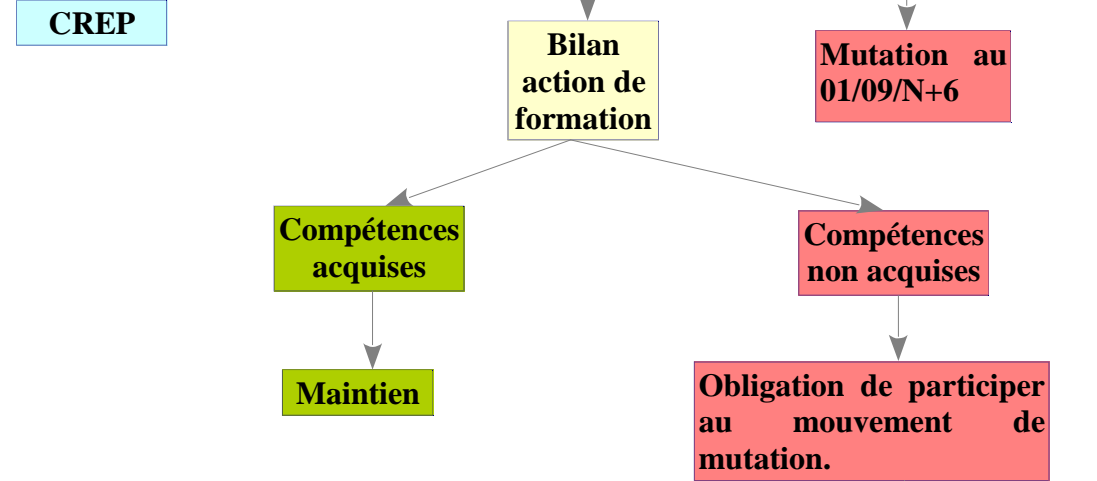 CREP
Bilan
action de
formation
Mutation au
01/09/N+6
Compétences
acquises
Compétences
non acquises
Maintien
Obligation de participer
au mouvement de
mutation.